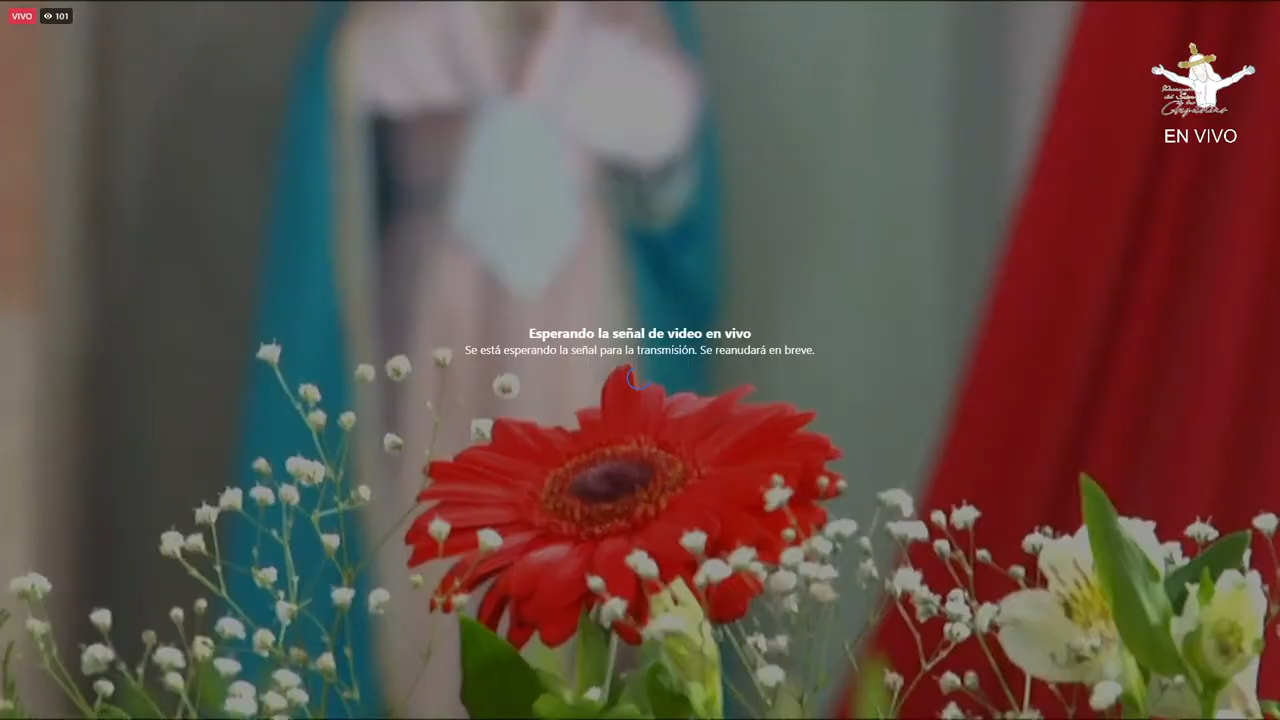 VIVO 101
EN VIVO
Esperando la señal de video en vivo
Se está esperando la señal para la transmisión. Se reanudará en breve.